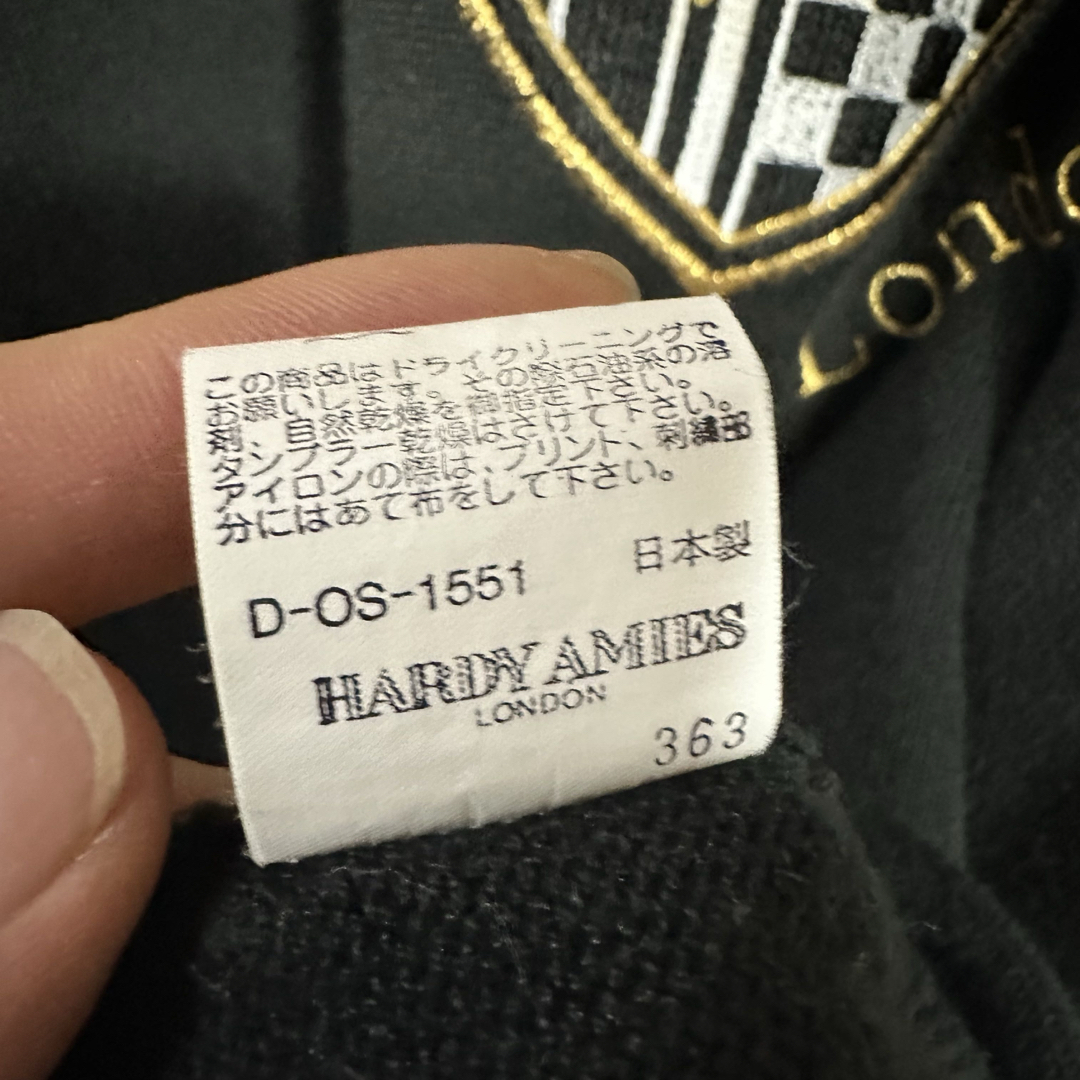 Londo
この商品はドライクリーニングで
お願いします。その際石油系の溶
剤、自然乾燥を御指定下さい。
タンブラー乾燥はさけて下さい。
アイロンの際は、プリント、刺繍部
分にはあて布をして下さい。
日本製
D-OS-1551
HARDY AMIES
LONDON
363